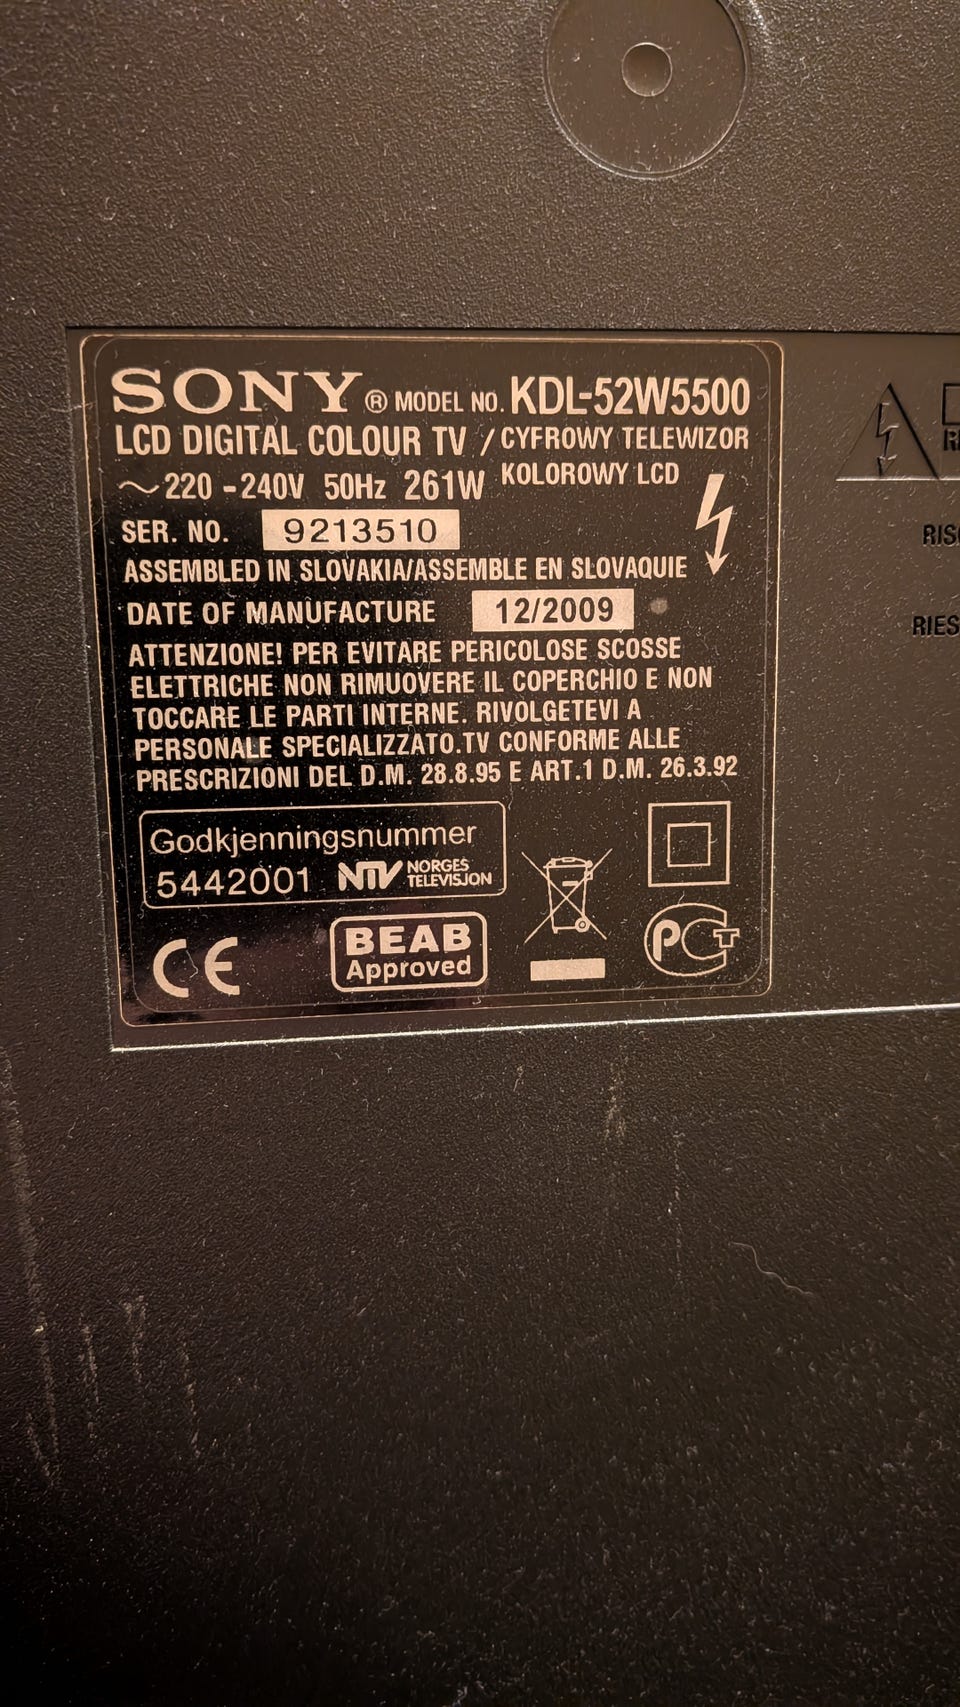 SONY ® MODEL NO. KDL-52W5500
LCD DIGITAL COLOUR TV / CYFROWY TELEWIZOR
KOLOROWY LCD
~220 -240V 50Hz 261W
SER. NO. 9213510
ASSEMBLED IN SLOVAKIA/ASSEMBLE EN SLOVAQUIE
DATE OF MANUFACTURE 12/2009
ATTENZIONE! PER EVITARE PERICOLOSE SCOSSE
ELETTRICHE NON RIMUOVERE IL COPERCHIO E NON
TOCCARE LE PARTI INTERNE. RIVOLGETEVI A
PERSONALE SPECIALIZZATO.TV CONFORME ALLE
PRESCRIZIONI DEL D.M. 28.8.95 E ART.1 D.M. 26.3.92
Godkjenningsnummer
5442001 NTV NORGES
TELEVISJON
CE
BEAB
Approved
PCT
RIS
RIES